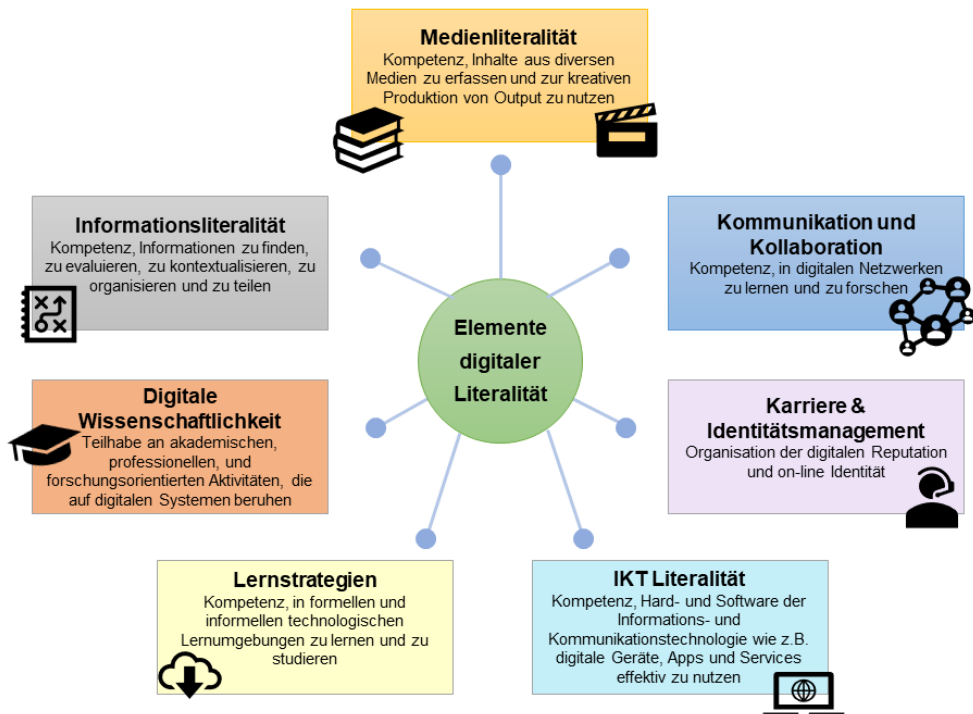 Medienliteralität
Kompetenz, Inhalte aus diversen
Medien zu erfassen und zur kreativen
Produktion von Output zu nutzen
Informationsliteralität
Kompetenz, Informationen zu finden,
zu evaluieren, zu kontextualisieren, zu
organisieren und zu teilen
Kommunikation und
Kollaboration
Kompetenz, in digitalen Netzwerken
zu lernen und zu forschen
Elemente
digitaler
Literalität
Digitale
Wissenschaftlichkeit
Teilhabe an akademischen,
professionellen, und
forschungsorientierten Aktivitäten, die
auf digitalen Systemen beruhen
Karriere &
Identitätsmanagement
Organisation der digitalen Reputation
und on-line Identität
Lernstrategien
Kompetenz, in formellen und
informellen technologischen
Lernumgebungen zu lernen und zu
studieren
IKT Literalität
Kompetenz, Hard- und Software der
Informations- und
Kommunikationstechnologie wie z.B.
digitale Geräte, Apps und Services
effektiv zu nutzen